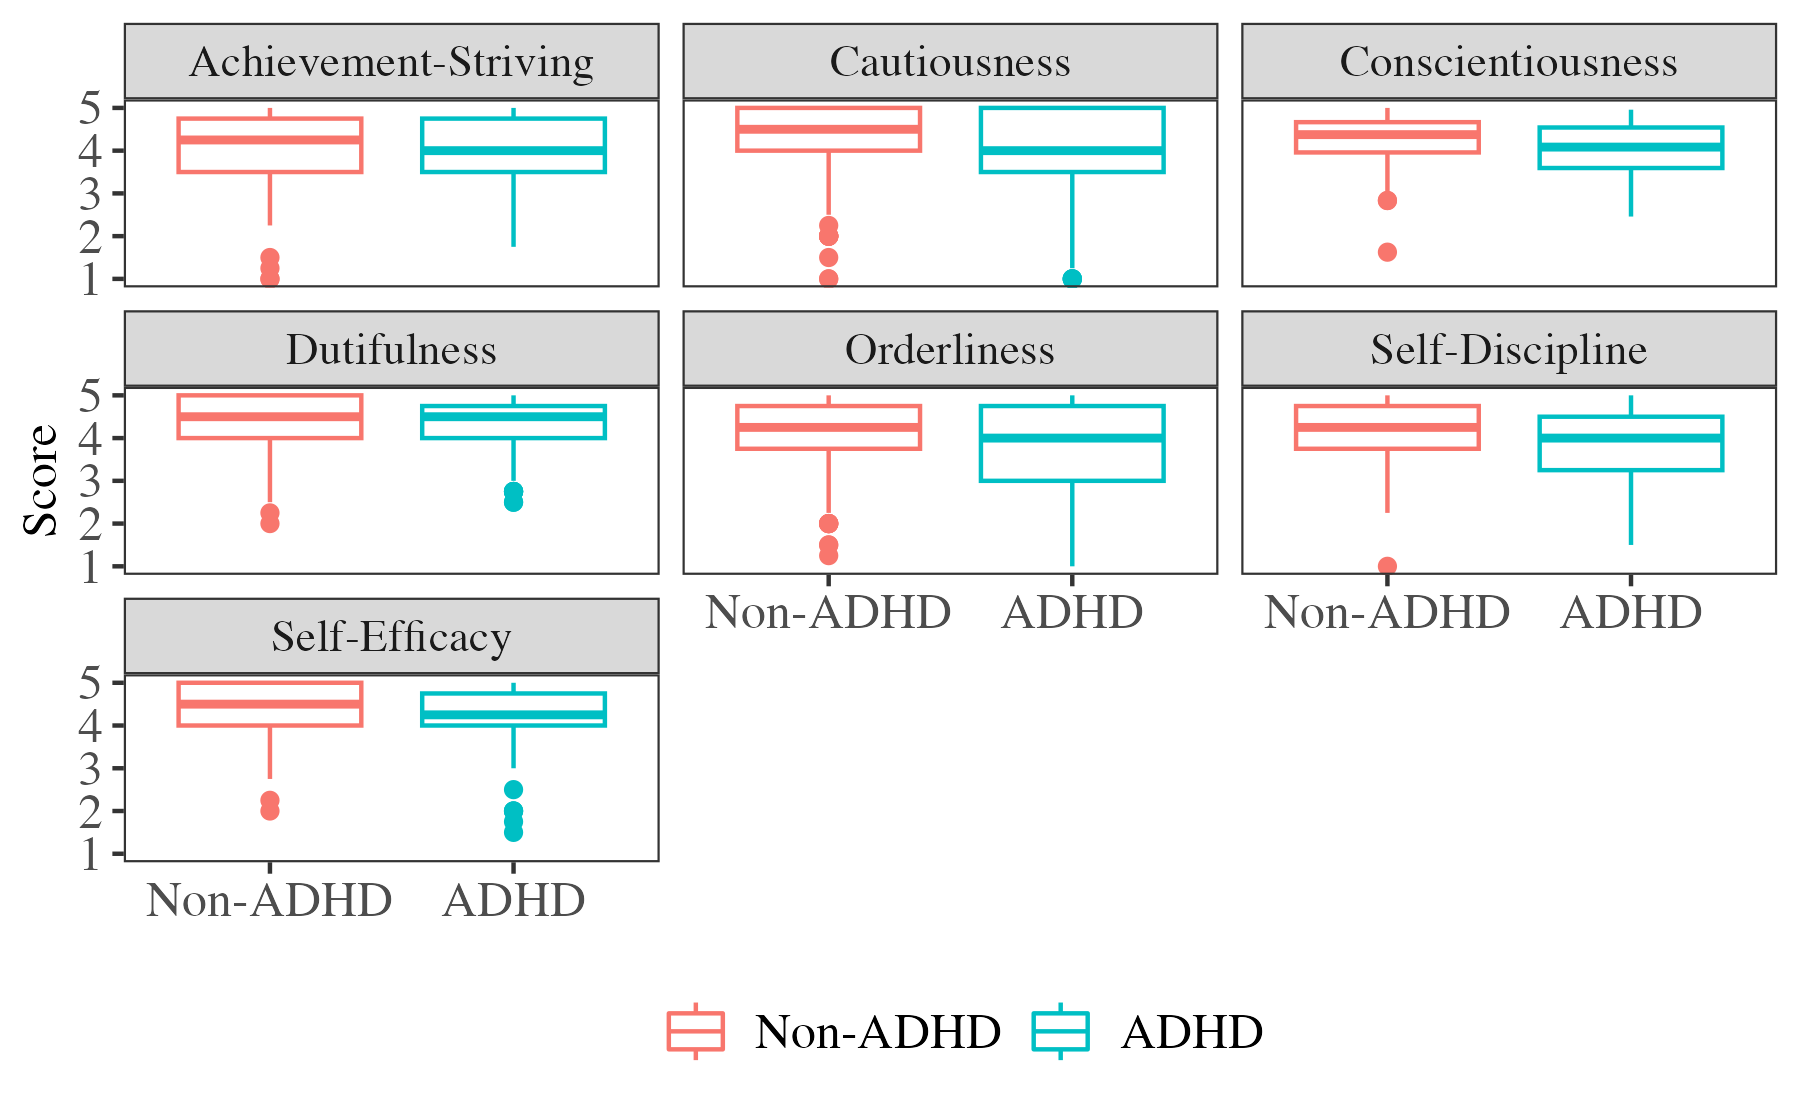 Achievement-Striving Cautiousness Conscientiousness
5
4
3
2
1
Dutifulness Orderliness Self-Discipline
5
4
3
2
1
Score
Non-ADHD ADHD Non-ADHD ADHD
Self-Efficacy
5
4
3
2
1
Non-ADHD ADHD
Non-ADHD ADHD